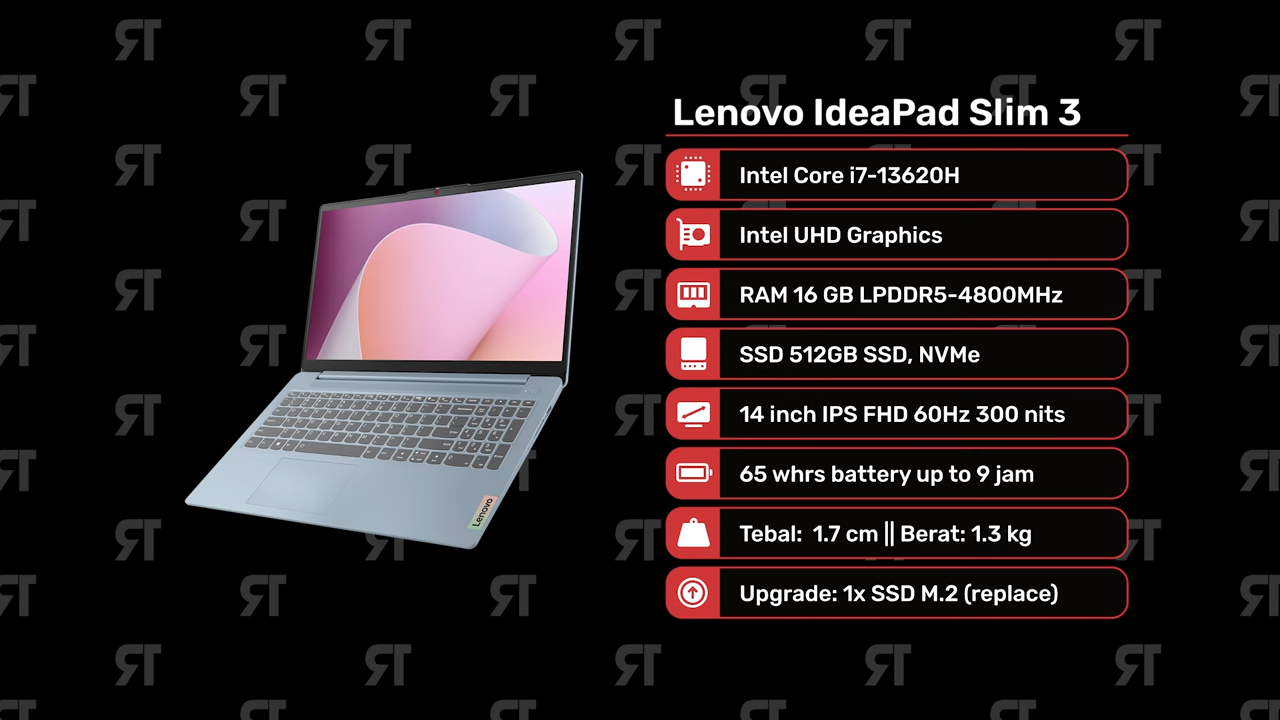 Lenovo IdeaPad Slim 3
Intel Core i7-13620H
Intel UHD Graphics
RAM 16 GB LPDDR5-4800MHz
SSD 512GB SSD, NVMe
14 inch IPS FHD 60Hz 300 nits
65 whrs battery up to 9 jam
Tebal: 1.7 cm || Berat: 1.3 kg
Upgrade: 1x SSD M.2 (replace)
Lenovo